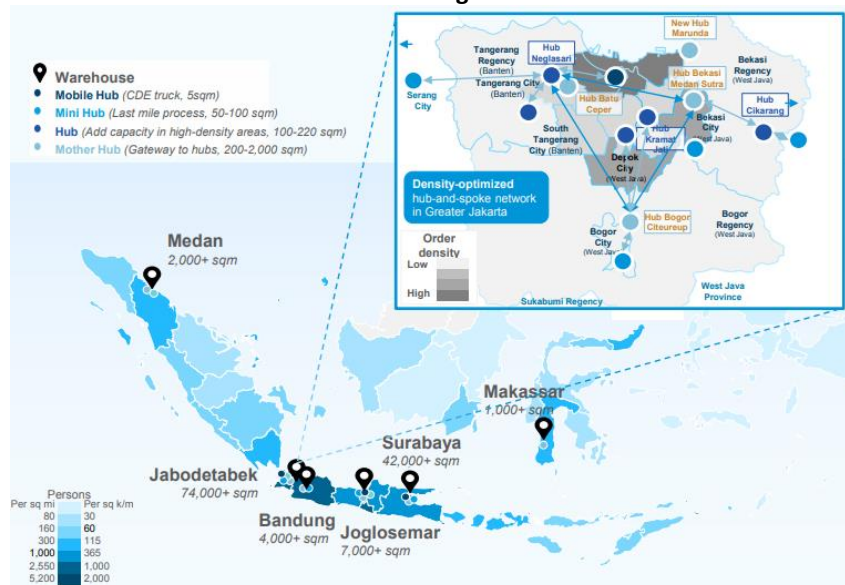 Warehouse
Mobile Hub (CDE truck, 5sqm)
Mini Hub (Last mile process, 50-100 sqm)
Hub (Add capacity in high-density areas, 100-220 sqm)
Mother Hub (Gateway to hubs, 200-2,000 sqm)
New Hub
Marunda
Tangerang
Regency
(Banten)
Hub
Neglasari
Bekasi
Regency
(West Java)
Tangerang City
(Banten)
Hub Bekasi
Medan Sutra
Serang
City
Hub Batu
Ceper
Hub
Cikarang
Bekasi
City
(West Java)
South
Tangerang
City (Banten)
Hub
Kramat
Jati
Depok
City
(West Java)
Density-optimized
hub-and-spoke network
in Greater Jakarta
Hub Bogor
Citeureup
Bogor
City
(West Java)
Bogor
Regency
(West Java)
Order
density
Low
High
West Java
Province
Sukabumi Regency
Medan
2,000+ sqm
Makassar
1,000+ sqm
Surabaya
42,000+ sqm
Jabodetabek
74,000+ sqm
Bandung
4,000+ sqm
Joglosemar
7,000+ sqm
Persons
Per sq mi Per sq k/m
80 30
160 60
300 115
1,000 365
2,550 1,000
5,200 2,000